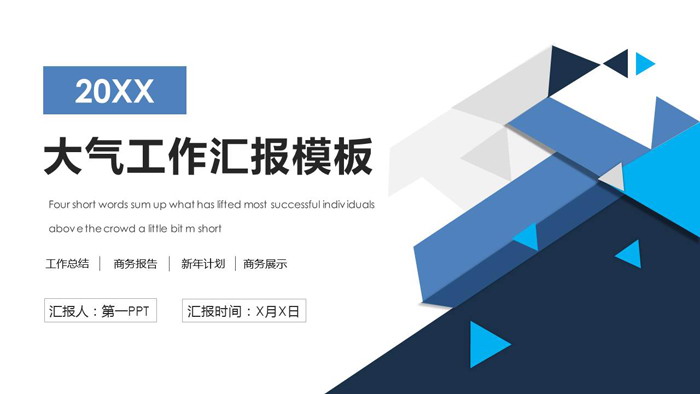 20XX
大气工作汇报模板
Four short words sum up what has lifted most successful individuals
above the crowd a little bit m short
工作总结 | 商务报告 | 新年计划 | 商务展示
汇报人：第一PPT 汇报时间：X月X日